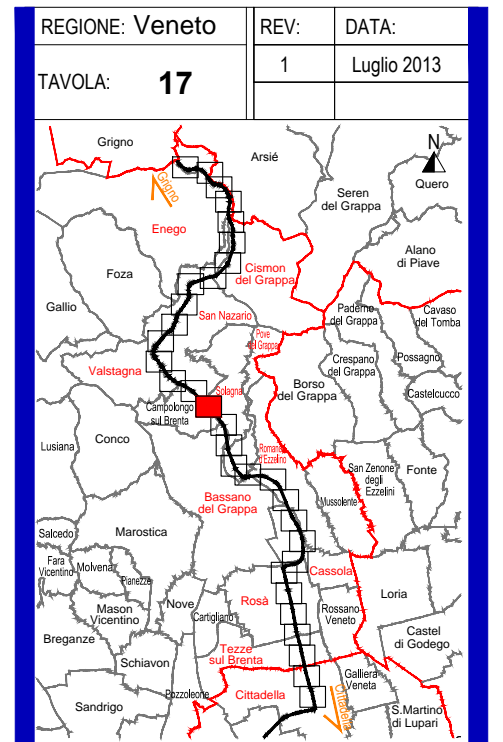 REGIONE: Veneto
REV:
DATA:
TAVOLA: 17
1
Luglio 2013
Grigno
Arsié
N
Quero
Grigno
Seren
del Grappa
Enego
Alano
di Piave
Foza
Cismon
del Grappa
Gallio
San Nazario
Paderno
del Grappa
Cavaso
del Tomba
Pove
del Grappa
Valstagna
Crespano
del Grappa
Possagno
Solagna
Borso
del Grappa
Castelcucco
Campolongo
sul Brenta
Lusiana
Conco
Romano
d'Ezzelino
San Zenone
degli
Ezzelini
Fonte
Bassano
del Grappa
Mussolente
Salcedo
Marostica
Fara
Vicentino
Molvena
Pianezze
Cassola
Loria
Mason
Vicentino
Nove
Rosà
Rossano
Veneto
Cartigliano
Breganze
Castel
di Godego
Schiavon
Tezze
sul Brenta
Galliera
Veneta
Pozzoleone
Cittadella
Cittadella
Sandrigo
S.Martino
di Lupari